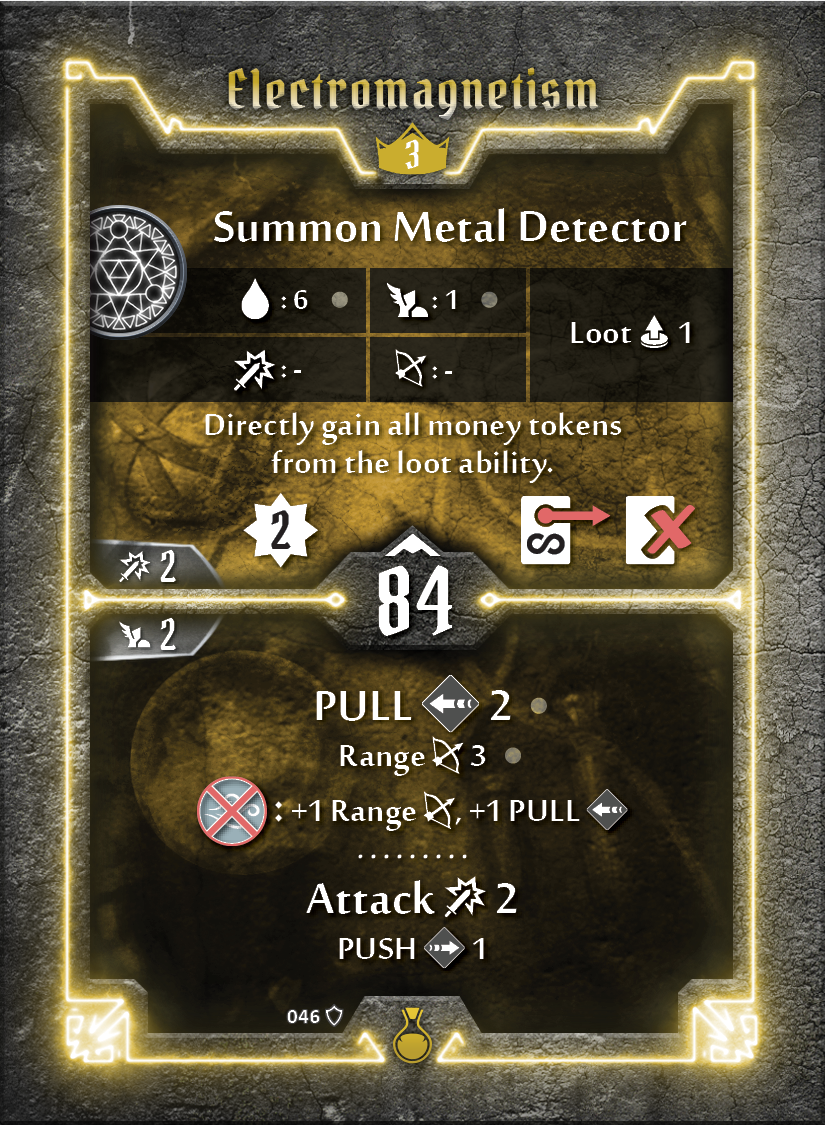 Electromagnetism
3
Summon Metal Detector
: 6
: 1
Loot 1
: -
: -
Directly gain all money tokens
from the loot ability.
2
2
84
2
PULL 2
Range 3
: +1 Range , +1 PULL
.........
Attack 2
PUSH 1
046